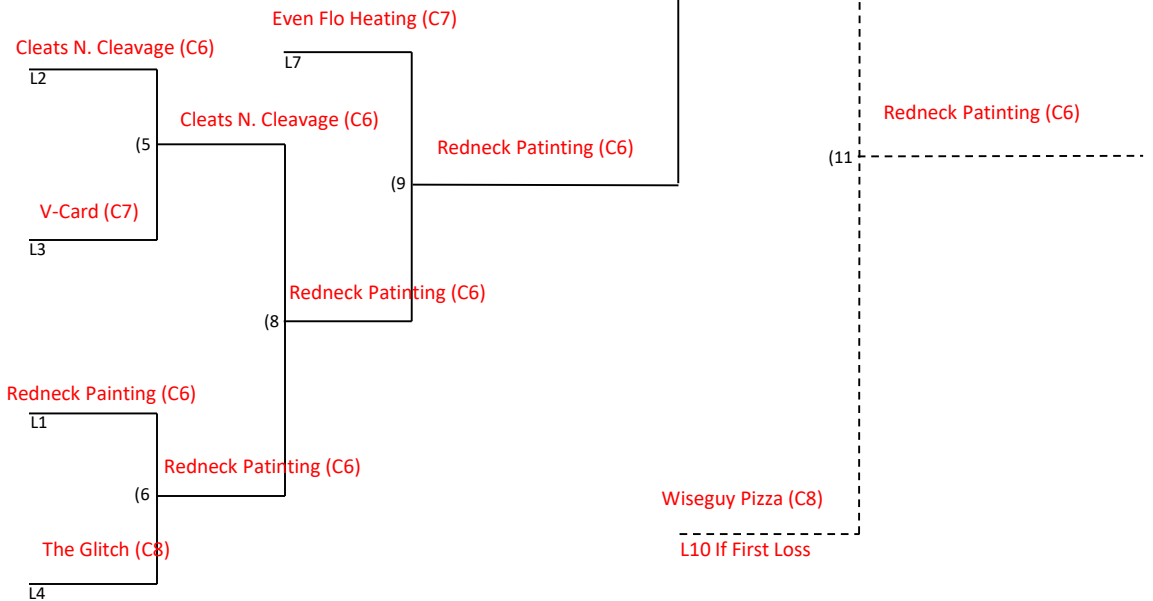 Even Flo Heating (C7)
Cleats N. Cleavage (C6)
L7
L2
Redneck Patinting (C6)
Cleats N. Cleavage (C6)
(5
Redneck Patinting (C6)
(11
(9
V-Card (C7)
L3
Redneck Patinting (C6)
(8
Redneck Painting (C6)
L1
Redneck Patinting (C6)
(6
Wiseguy Pizza (C8)
The Glitch (C8)
L10 If First Loss
L4